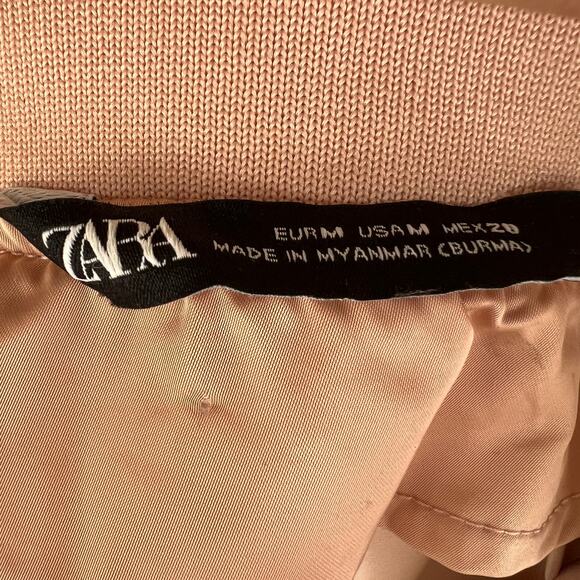 ZARA
EUR M USA M MEX 28
MADE IN MYANMAR (BURMA)